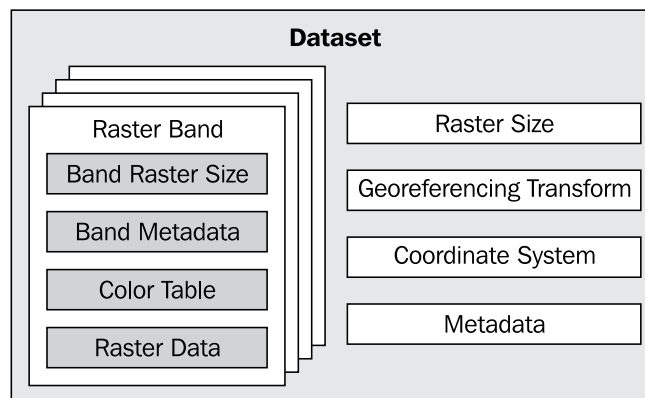 Dataset
Raster Band
Band Raster Size
Band Metadata
Color Table
Raster Data
Raster Size
Georeferencing Transform
Coordinate System
Metadata